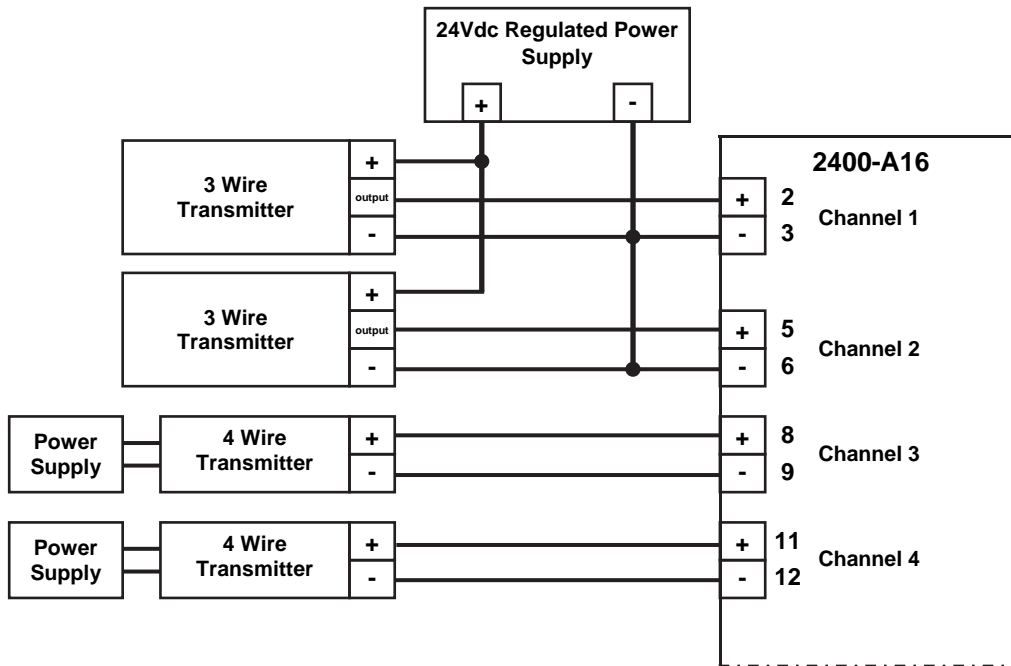 24Vdc Regulated Power
Supply
+ -
2400-A16
3 Wire
Transmitter
+
output
-
+ 2
- 3
Channel 1
3 Wire
Transmitter
+
output
-
+ 5
- 6
Channel 2
Power
Supply
4 Wire
Transmitter
+
-
+ 8
- 9
Channel 3
Power
Supply
4 Wire
Transmitter
+
-
+ 11
- 12
Channel 4